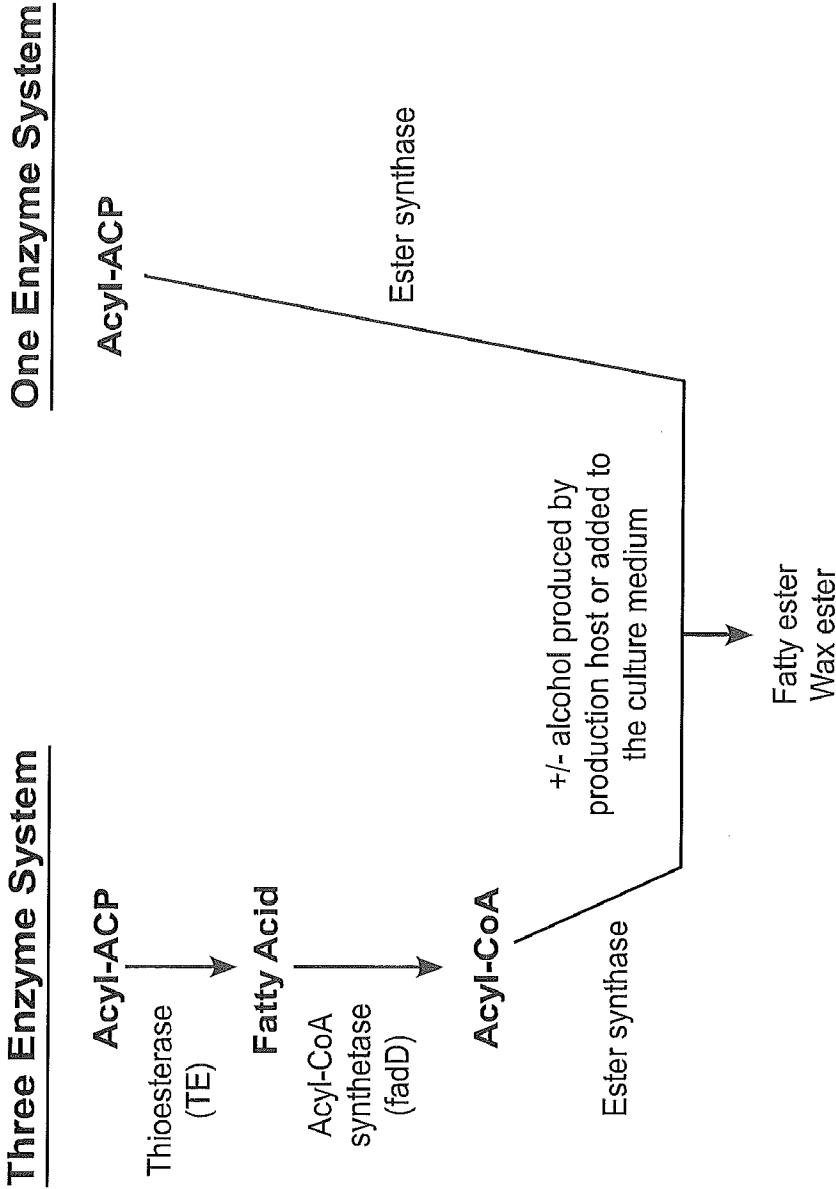 Three Enzyme System
Acyl-ACP
Thioesterase
(TE)
Fatty Acid
Acyl-CoA
synthetase
(fadD)
Acyl-CoA
Ester synthase
+/- alcohol produced by
production host or added to
the culture medium
One Enzyme System
Acyl-ACP
Ester synthase
Fatty ester
Wax ester